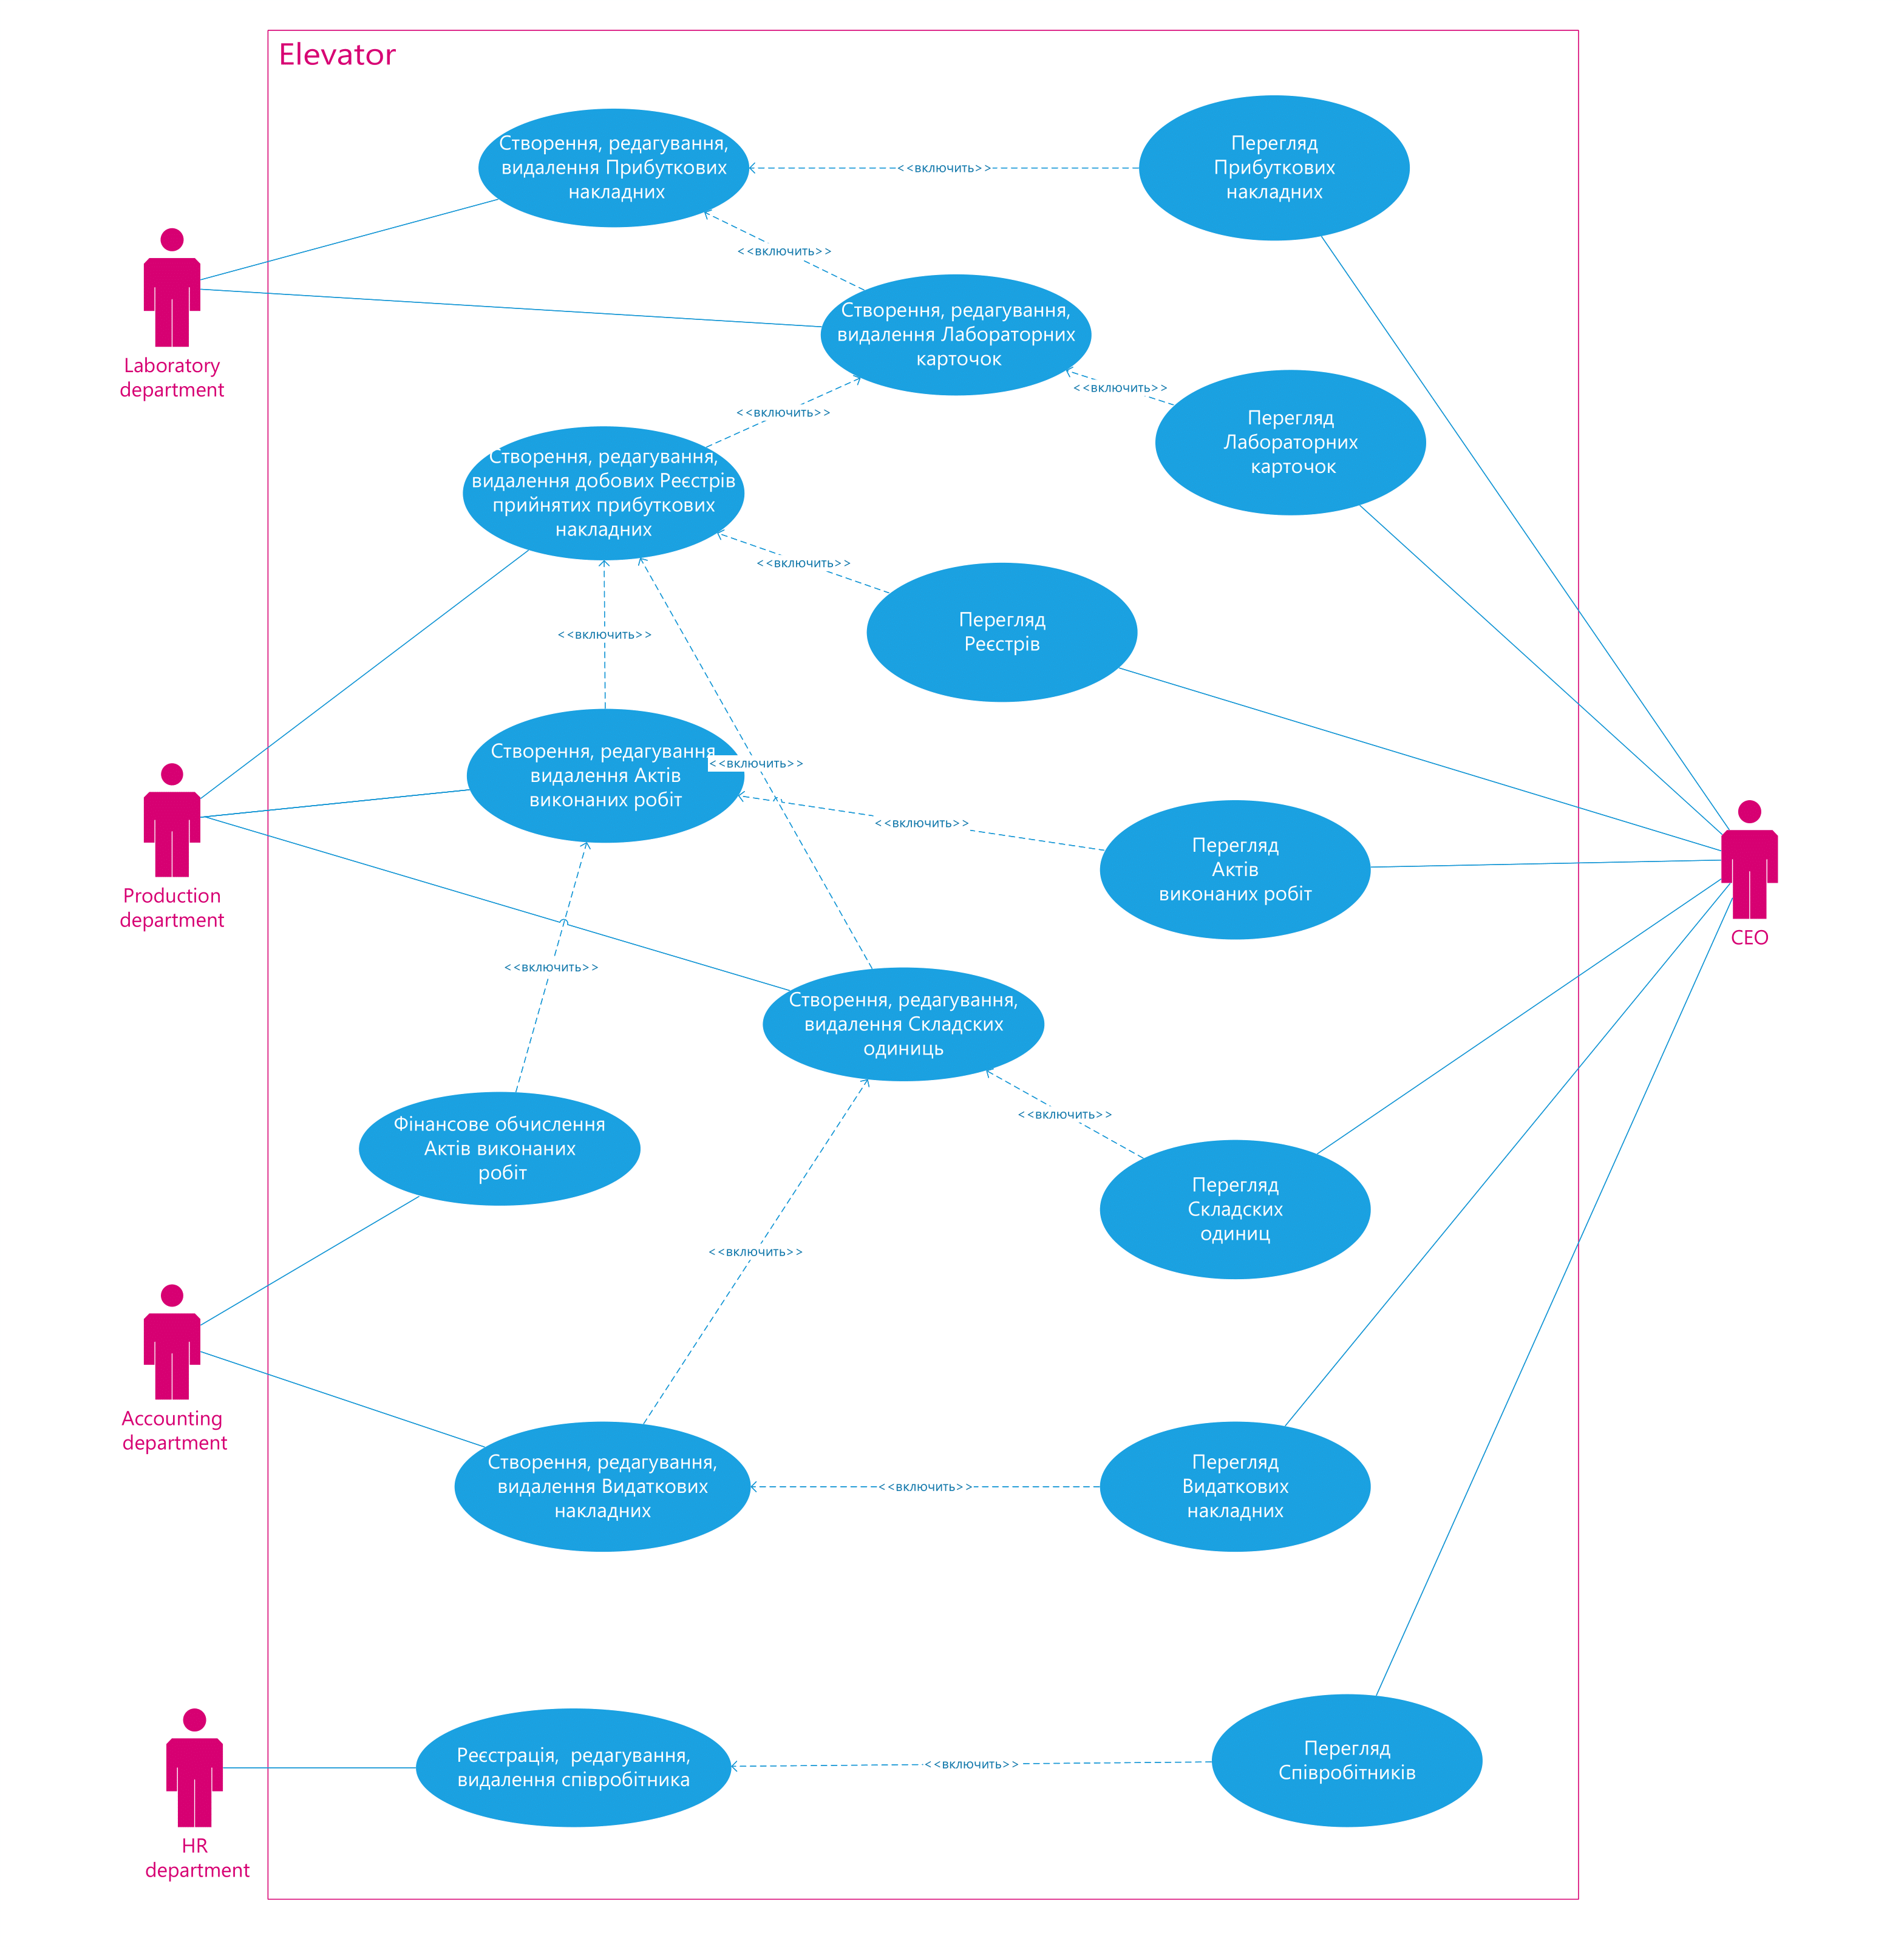 Elevator
Створення, редагування,
видалення Прибуткових
накладних
<<включить>>
Перегляд
Прибуткових
накладних
<<включить>>
Laboratory
department
Створення, редагування,
видалення Лабораторних
карточок
<<включить>>
<<включить>>
Перегляд
Лабораторних
карточок
Створення, редагування,
видалення добових Реєстрів
прийнятих прибуткових
накладних
<<включить>>
Перегляд
Реєстрів
<<включить>>
Створення, редагування
видалення Актів
виконаних робіт
<<включить>>
<<включить>>
Перегляд
Актів
виконаних робіт
Production
department
CEO
<<включить>>
Створення, редагування,
видалення Складских
одиниць
<<включить>>
Фінансове обчислення
Актів виконаних
робіт
Перегляд
Складских
одиниц
<<включить>>
Accounting
department
Створення, редагування,
видалення Видаткових
накладних
<<включить>>
Перегляд
Видаткових
накладних
HR
department
Реєстрація,  редагування,
видалення співробітника
<<включить>>
Перегляд
Співробітників